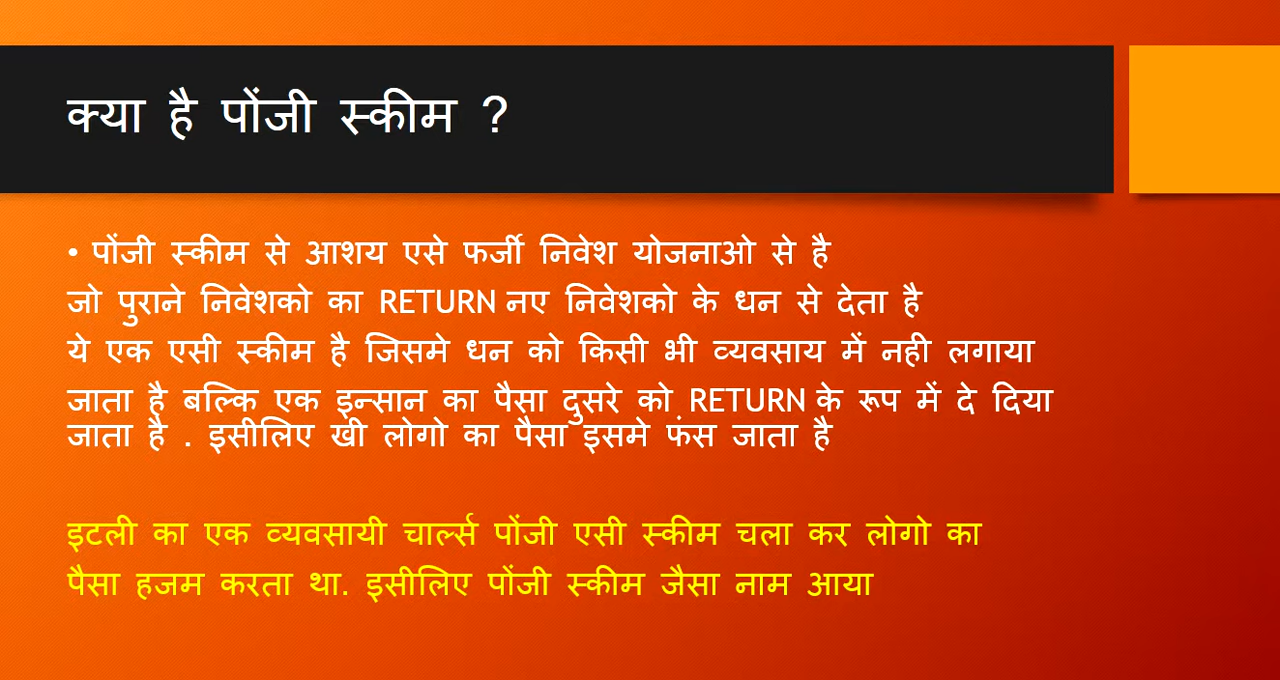 क्या है पोंजी स्कीम ?
• पोंजी स्कीम से आशय एसे फर्जी निवेश योजनाओ से है
जो पुराने निवेशको का RETURN नए निवेशको के धन से देता है
ये एक एसी स्कीम है जिसमे धन को किसी भी व्यवसाय में नही लगाया
जाता है बल्कि एक इन्सान का पैसा दुसरे को RETURN के रूप में दे दिया
जाता है . इसीलिए खी लोगो का पैसा इसमे फंस जाता है
इटली का एक व्यवसायी चार्ल्स पोंजी एसी स्कीम चला कर लोगो का
पैसा हजम करता था. इसीलिए पोंजी स्कीम जैसा नाम आया